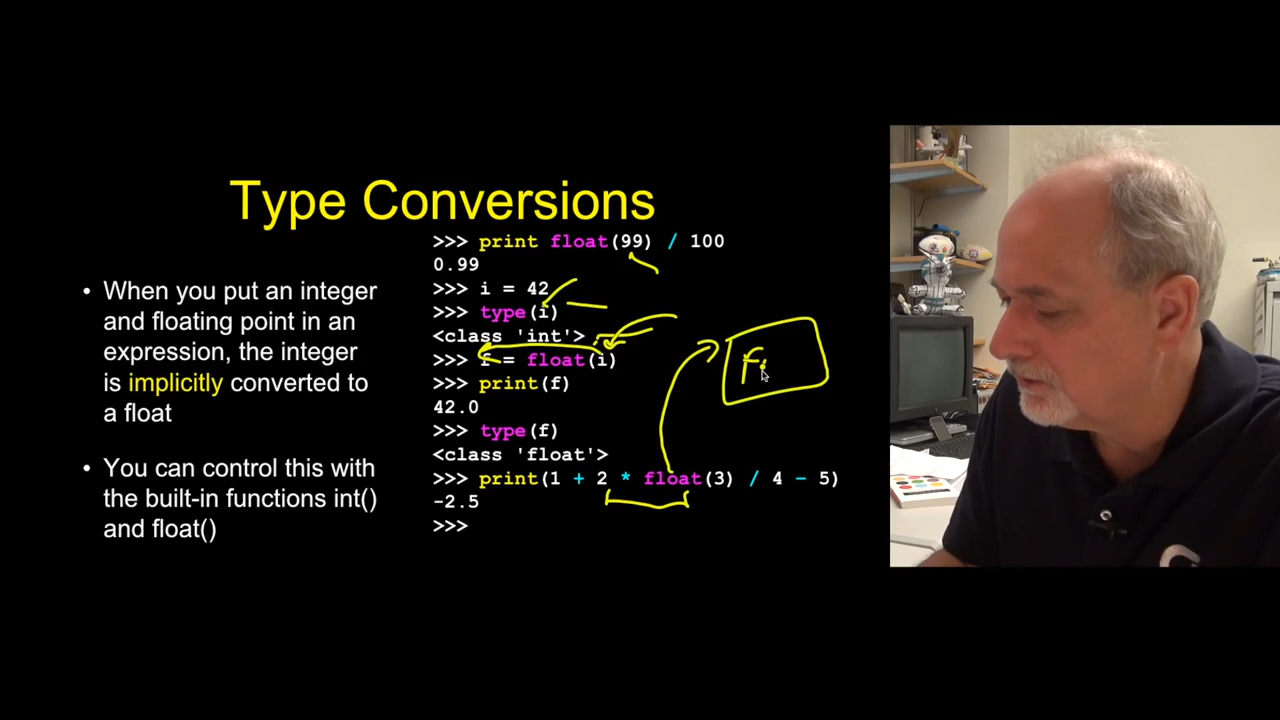 Type Conversions
• When you put an integer
and floating point in an
expression, the integer
is implicitly converted to
a float
• You can control this with
the built-in functions int()
and float()
>>> print float(99) / 100
0.99
>>> i = 42
>>> type(i)
<class 'int'>
>>> f = float(i)
>>> print(f)
42.0
>>> type(f)
<class 'float'>
>>> print(1 + 2 * float(3) / 4 - 5)
-2.5
>>>
f